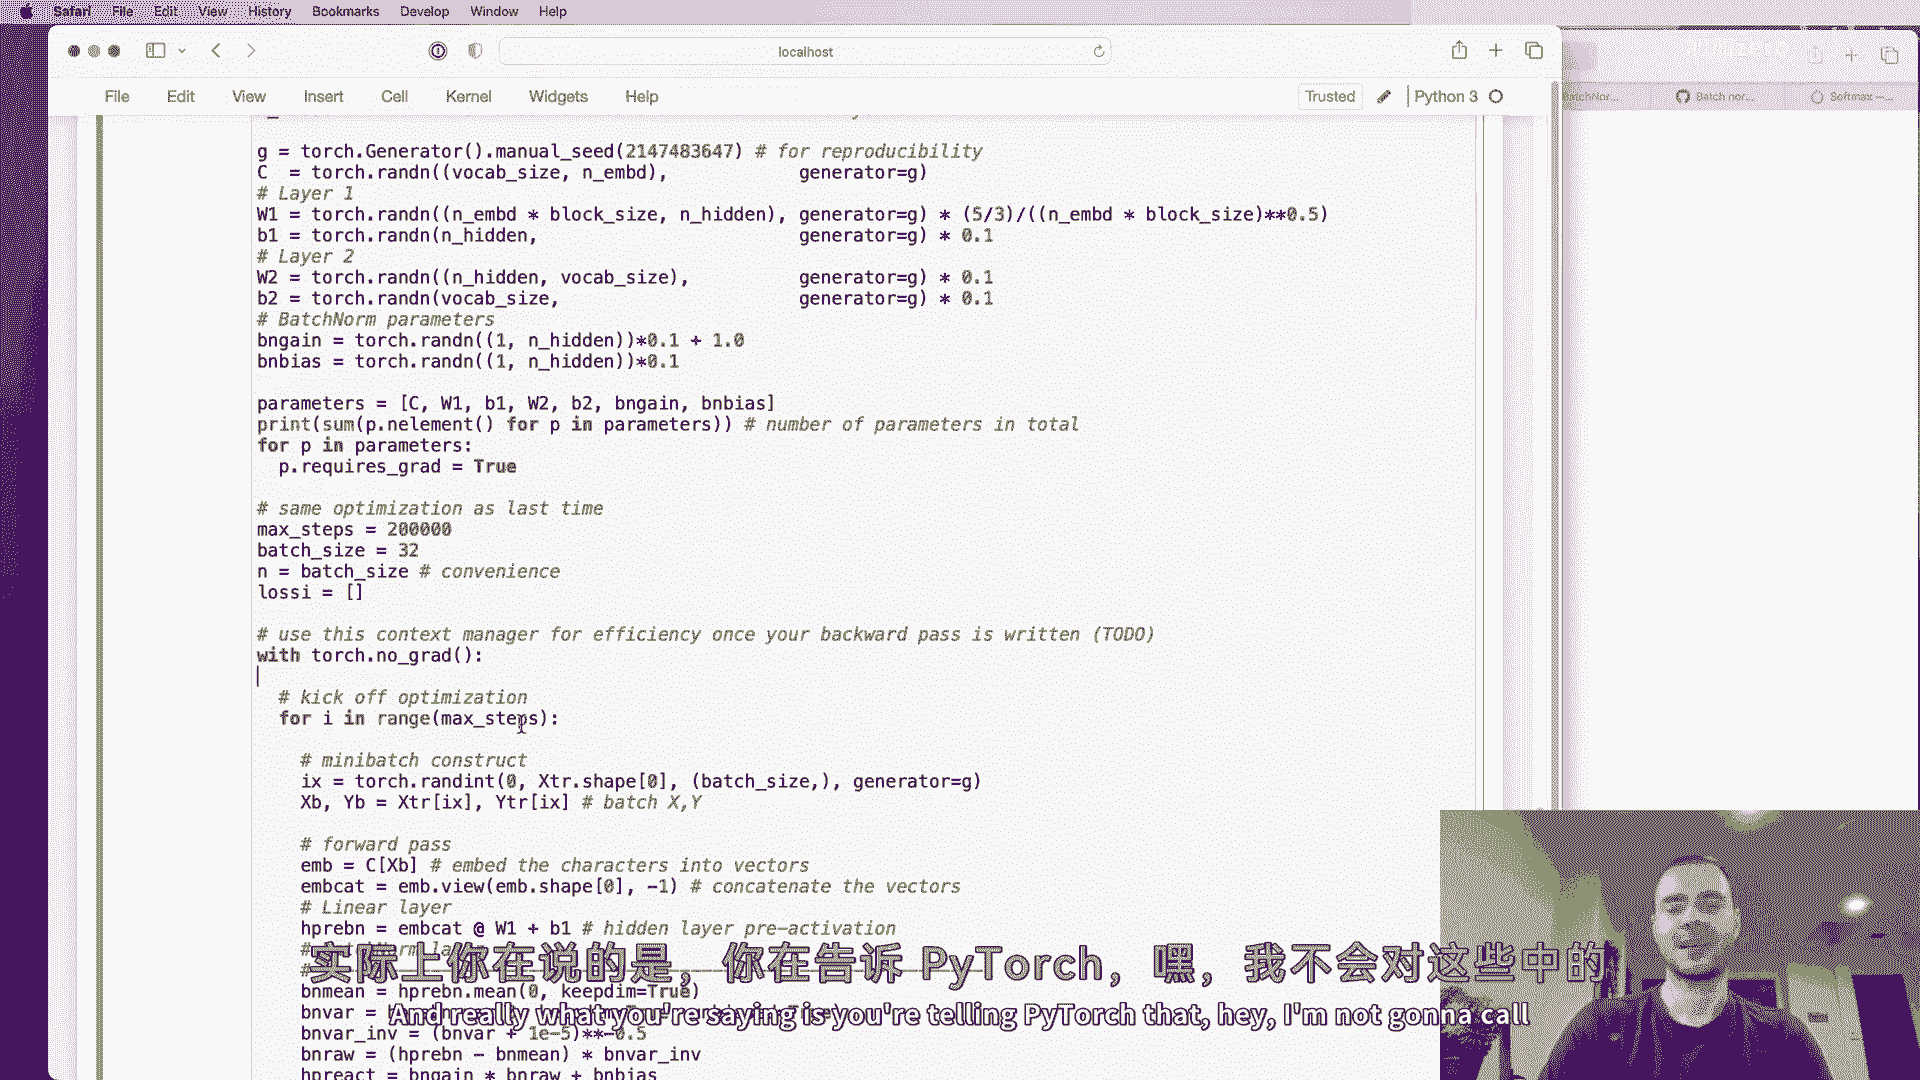 Safari File Edit View History Bookmarks Develop Window Help
localhost
File Edit View Insert Cell Kernel Widgets Help
Trusted Python 3
Batch nor...
Softmax —...
g = torch.Generator().manual_seed(2147483647) # for reproducibility
C  = torch.randn((vocab_size, n_embd),            generator=g)
# Layer 1
W1 = torch.randn((n_embd * block_size, n_hidden), generator=g) * (5/3)/((n_embd * block_size)**0.5)
b1 = torch.randn(n_hidden,                        generator=g) * 0.1
# Layer 2
W2 = torch.randn((n_hidden, vocab_size),          generator=g) * 0.1
b2 = torch.randn(vocab_size,                      generator=g) * 0.1
# BatchNorm parameters
bngain = torch.randn((1, n_hidden))*0.1 + 1.0
bnbias = torch.randn((1, n_hidden))*0.1
parameters = [C, W1, b1, W2, b2, bngain, bnbias]
print(sum(p.nelement() for p in parameters)) # number of parameters in total
for p in parameters:
  p.requires_grad = True
# same optimization as last time
max_steps = 200000
batch_size = 32
n = batch_size # convenience
lossi = []
# use this context manager for efficiency once your backward pass is written (TODO)
with torch.no_grad():
  # kick off optimization
  for i in range(max_steps):
    # minibatch construct
    ix = torch.randint(0, Xtr.shape[0], (batch_size,), generator=g)
    Xb, Yb = Xtr[ix], Ytr[ix] # batch X,Y
    # forward pass
    emb = C[Xb] # embed the characters into vectors
    embcat = emb.view(emb.shape[0], -1) # concatenate the vectors
    # Linear layer
    hprebn = embcat @ W1 + b1 # hidden layer pre-activation
实际上你在说的是，你在告诉 PyTorch，嘿，我不会对这些中的
    bnmean = hprebn.mean(0, keepdim=True)
And really what you're saying is you're telling PyTorch that, hey, I'm not gonna call
    bnvar_inv = (bnvar + 1e-5)**-0.5
    bnraw = (hprebn - bnmean) * bnvar_inv
    hpreact = bngain * bnraw + bnbias